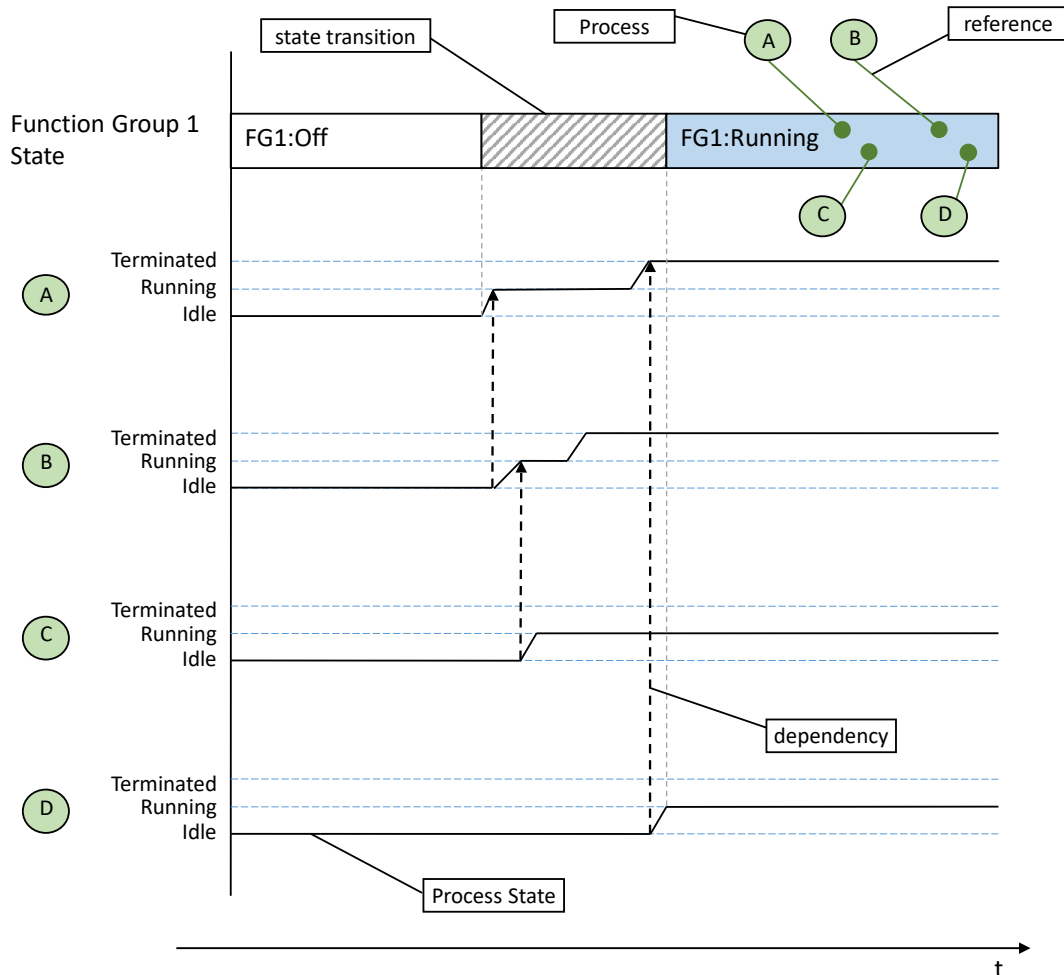 state transition
Process
A
B
reference
Function Group 1
State
FG1:Off
FG1:Running
C
D
A
Terminated
Running
Idle
B
Terminated
Running
Idle
C
Terminated
Running
Idle
dependency
D
Terminated
Running
Idle
Process State
t